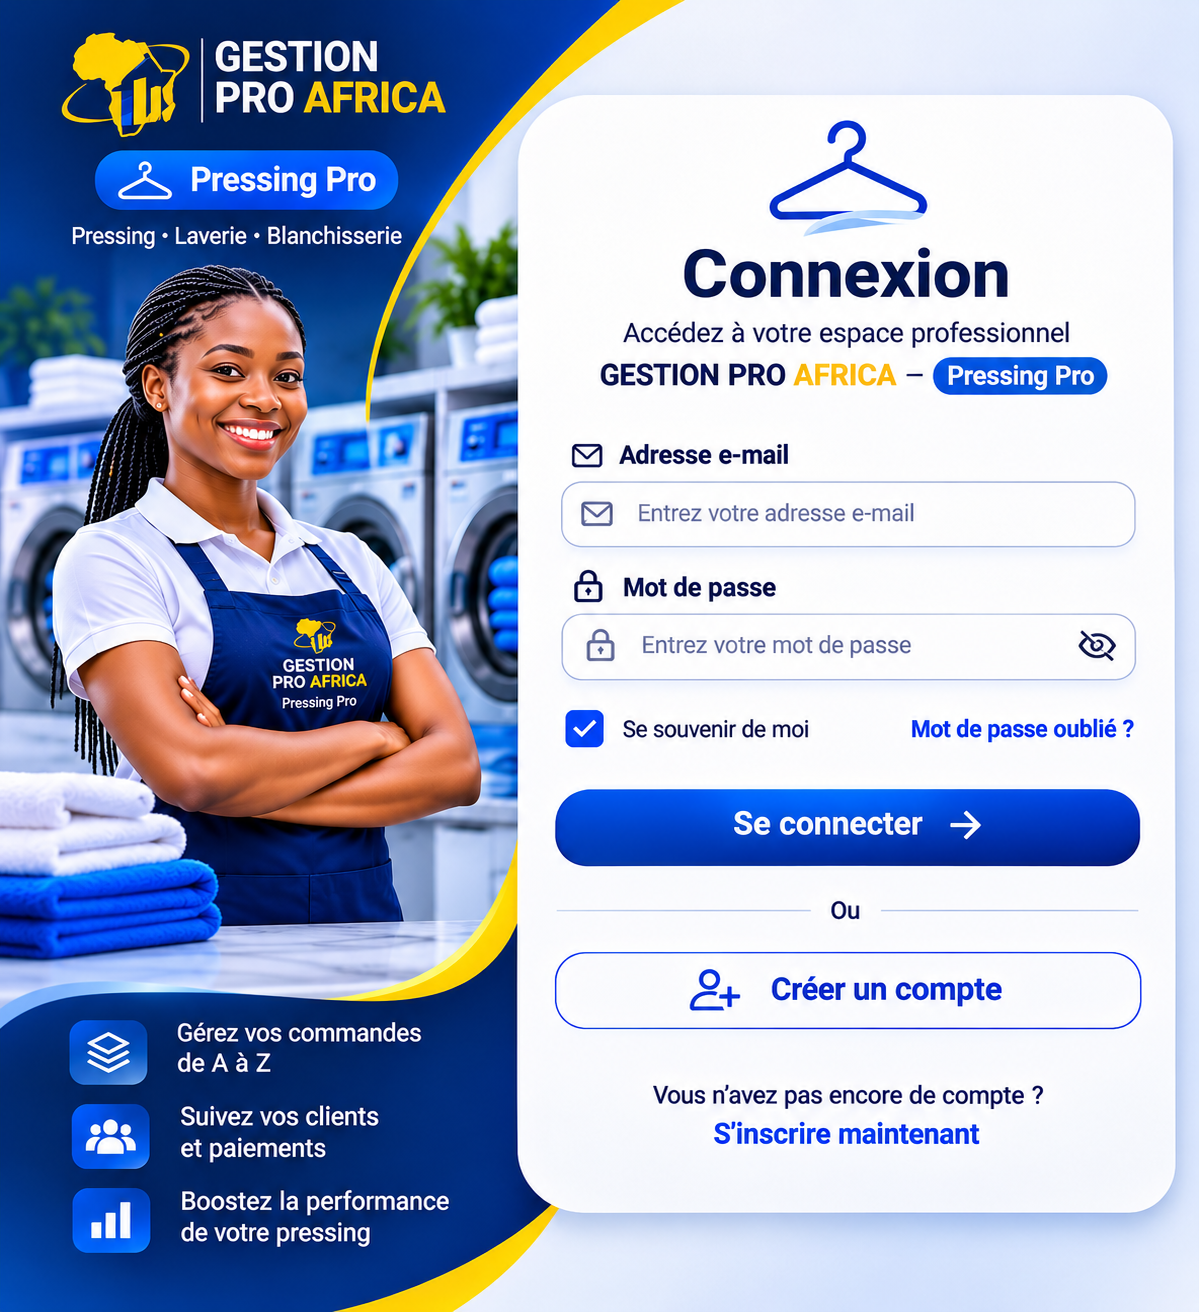 GESTION
PRO AFRICA
Pressing Pro
Pressing • Laverie • Blanchisserie
GESTION
PRO AFRICA
Pressing Pro
Gérez vos commandes
de A à Z
Suivez vos clients
et paiements
Boostez la performance
de votre pressing
Connexion
Accédez à votre espace professionnel
GESTION PRO AFRICA – Pressing Pro
Adresse e-mail
Entrez votre adresse e-mail
Mot de passe
Entrez votre mot de passe
Se souvenir de moi
Mot de passe oublié ?
Se connecter
Ou
Créer un compte
Vous n’avez pas encore de compte ?
S’inscrire maintenant